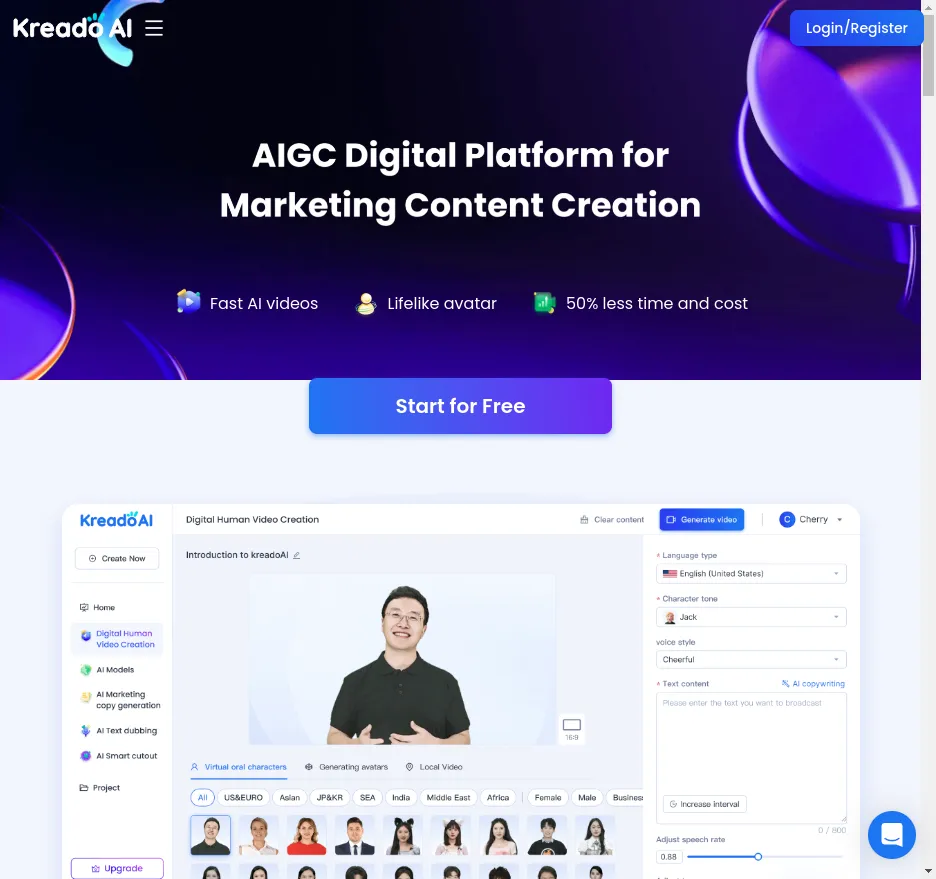 Kreado AI
Login/Register
AIGC Digital Platform for
Marketing Content Creation
Fast AI videos
Lifelike avatar
50% less time and cost
Start for Free
KreadoAI
Digital Human Video Creation
Clear content
Generate video
C
Cherry
Create Now
Introduction to kreadoAI
Home
Digital Human
Video Creation
AI Models
AI Marketing
copy generation
AI Text dubbing
AI Smart cutout
Project
Upgrade
16:9
Virtual oral characters
Generating avatars
Local Video
All
US&EURO
Asian
JP&KR
SEA
India
Middle East
Africa
Female
Male
Business
* Language type
English (United States)
* Character tone
Jack
voice style
Cheerful
* Text content
AI copywriting
Please enter the text you want to broadcast
Increase interval
0 / 800
Adjust speech rate
0.88